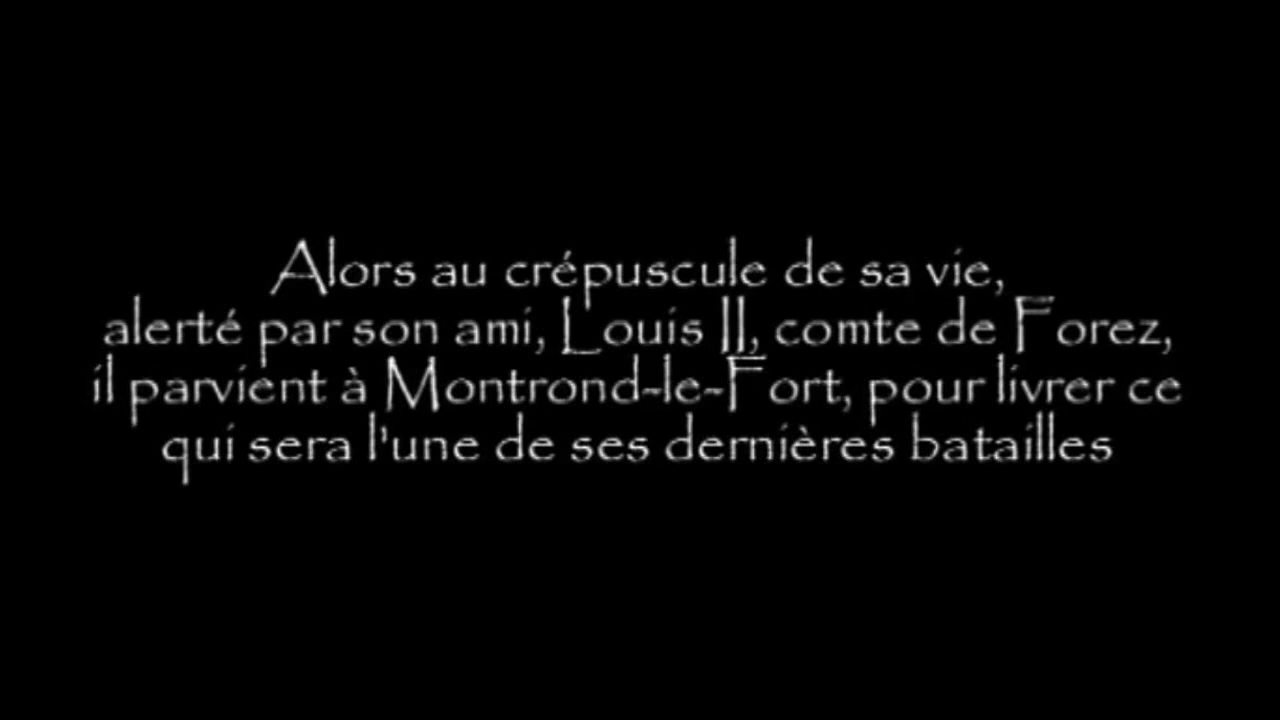 Alors au crépuscule de sa vie,
alerté par son ami, Louis II, comte de Forez,
il parvient à Montrond-le-Fort, pour livrer ce
qui sera l'une de ses dernières batailles